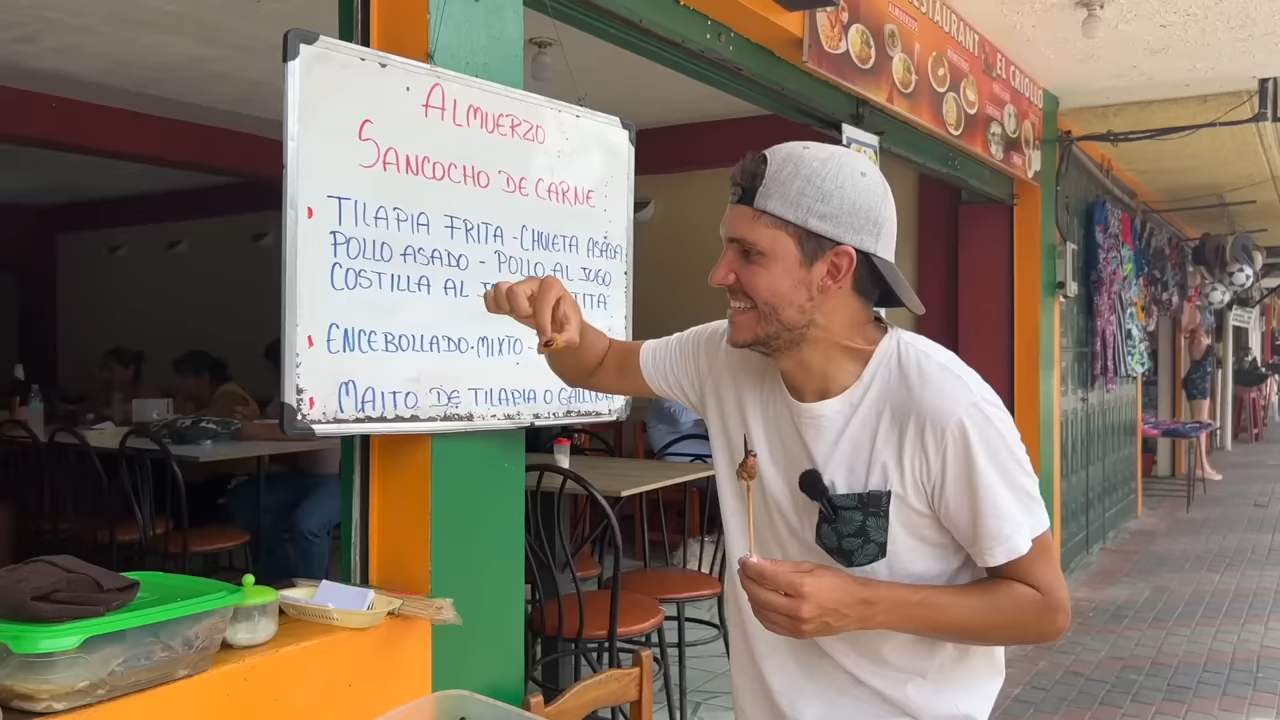 ALMUERZO
SANCOCHO DE CARNE
TILAPIA FRITA - CHULETA ASADA
POLLO ASADO - POLLO AL JUGO
COSTILLA AL
ENCEBOLLADO. MIXTO -
MAITO DE TILAPIA O GALLINA
RESTAURANT EL CRIOLLO
ALMUERZOS